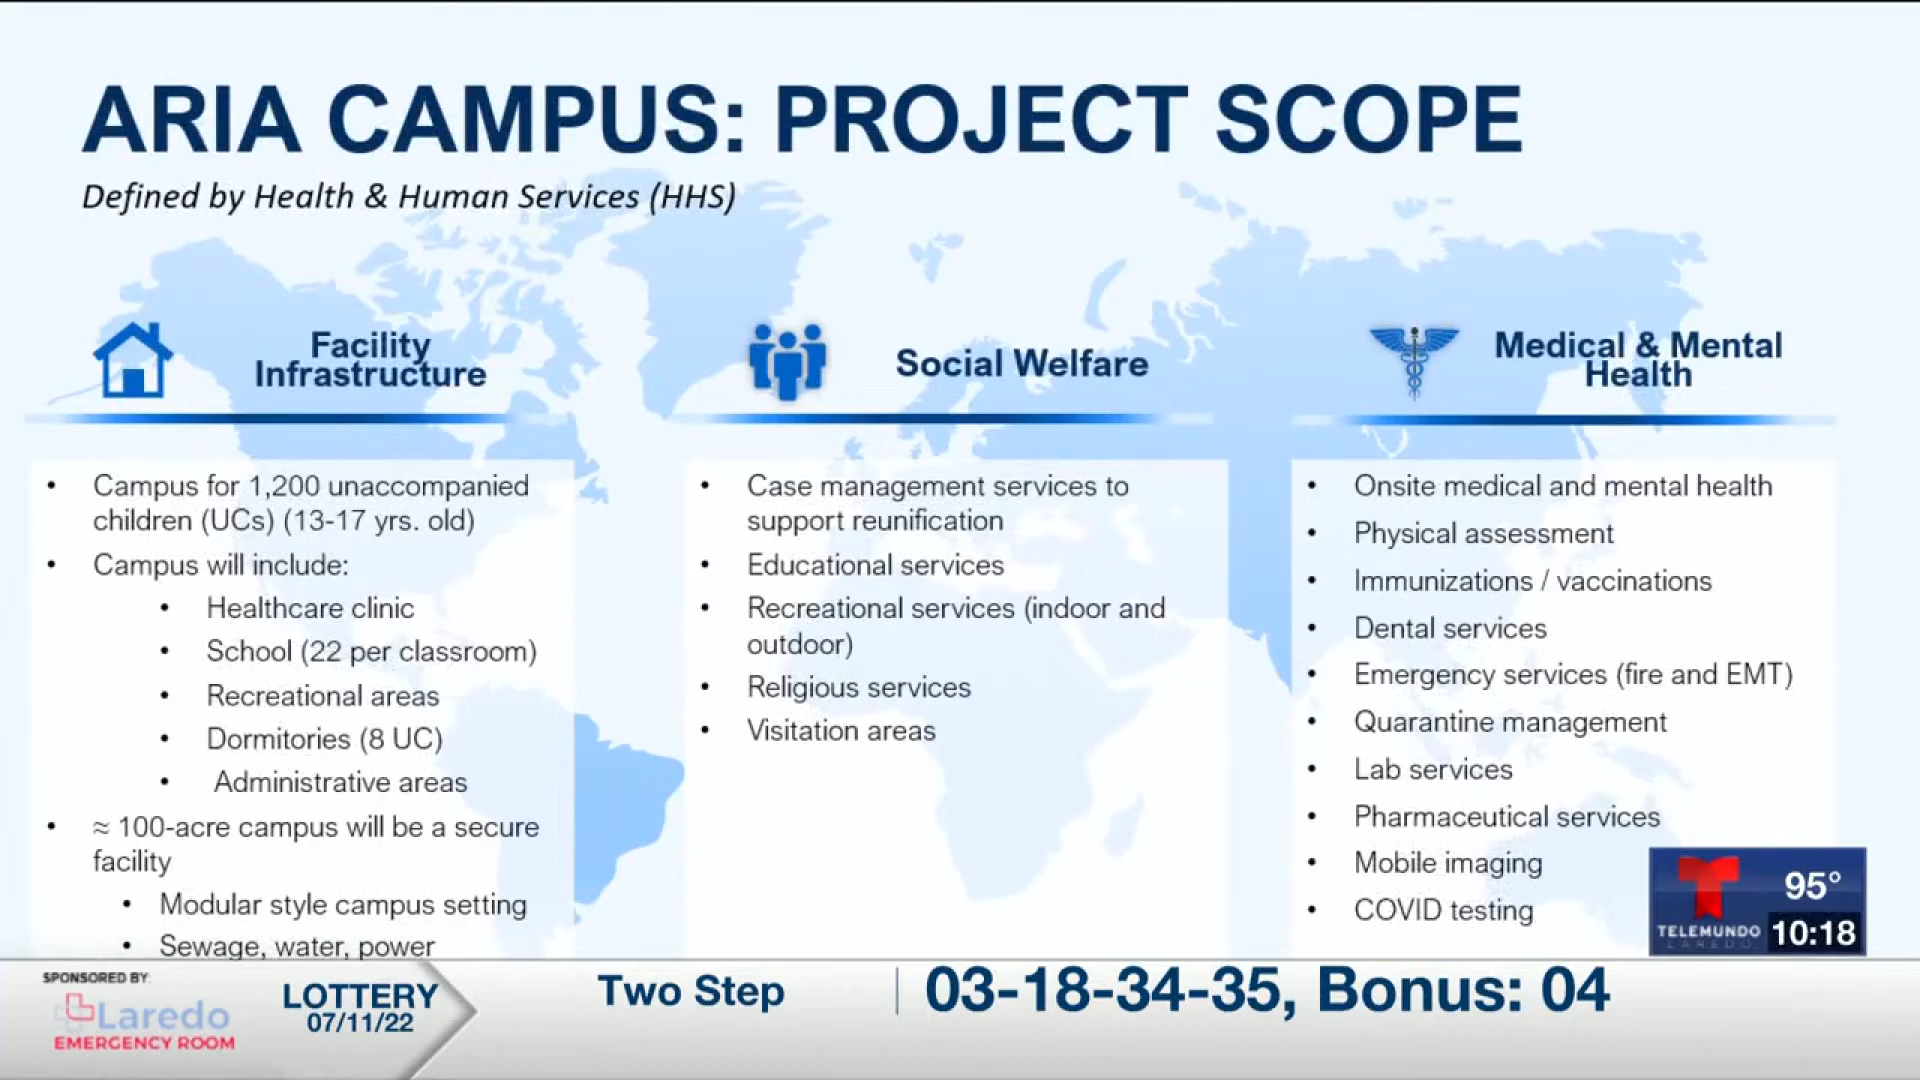 ARIA CAMPUS: PROJECT SCOPE
Defined by Health & Human Services (HHS)
Facility
Infrastructure
• Campus for 1,200 unaccompanied
children (UCs) (13-17 yrs. old)
• Campus will include:
• Healthcare clinic
• School (22 per classroom)
• Recreational areas
• Dormitories (8 UC)
• Administrative areas
• ≈ 100-acre campus will be a secure
facility
• Modular style campus setting
• Sewage, water, power
Social Welfare
• Case management services to
support reunification
• Educational services
• Recreational services (indoor and
outdoor)
• Religious services
• Visitation areas
Medical & Mental
Health
• Onsite medical and mental health
• Physical assessment
• Immunizations / vaccinations
• Dental services
• Emergency services (fire and EMT)
• Quarantine management
• Lab services
• Pharmaceutical services
• Mobile imaging
• COVID testing
95°
TELEMUNDO
LAREDO
10:18
SPONSORED BY:
Laredo
EMERGENCY ROOM
LOTTERY
07/11/22
Two Step
03-18-34-35, Bonus: 04